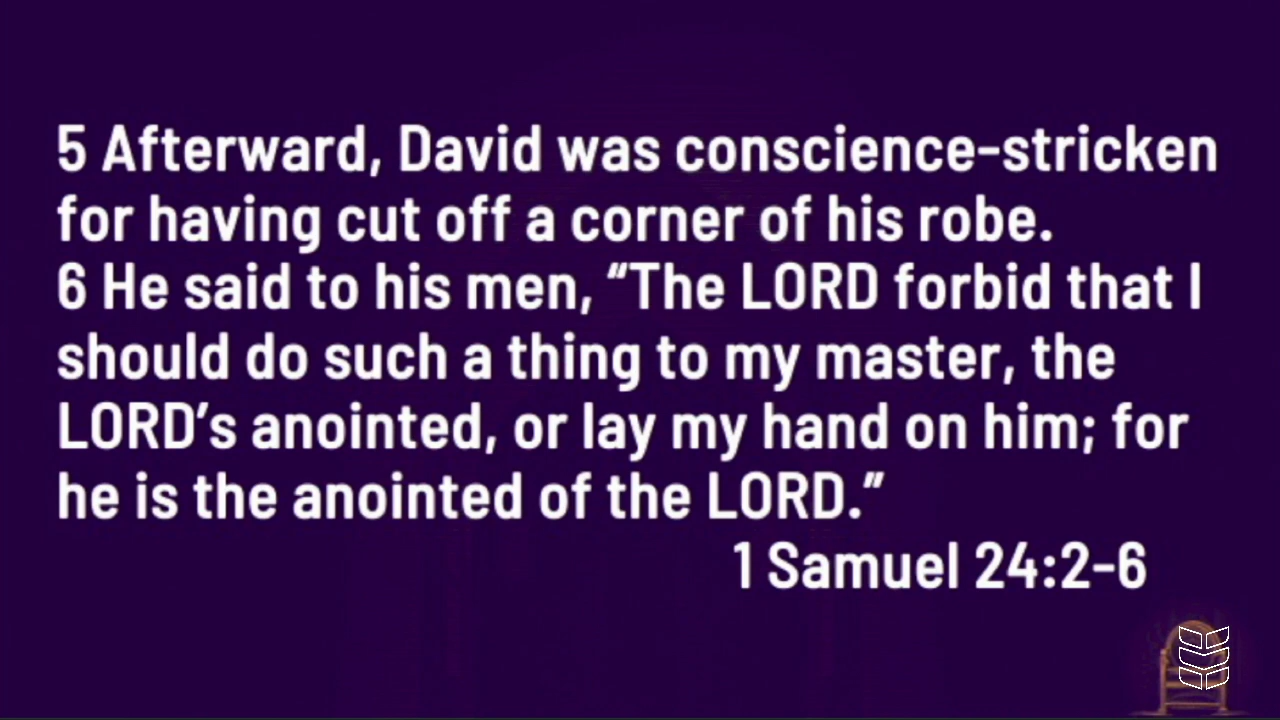 5 Afterward, David was conscience-stricken
for having cut off a corner of his robe.
6 He said to his men, “The LORD forbid that I
should do such a thing to my master, the
LORD’s anointed, or lay my hand on him; for
he is the anointed of the LORD.”
1 Samuel 24:2-6